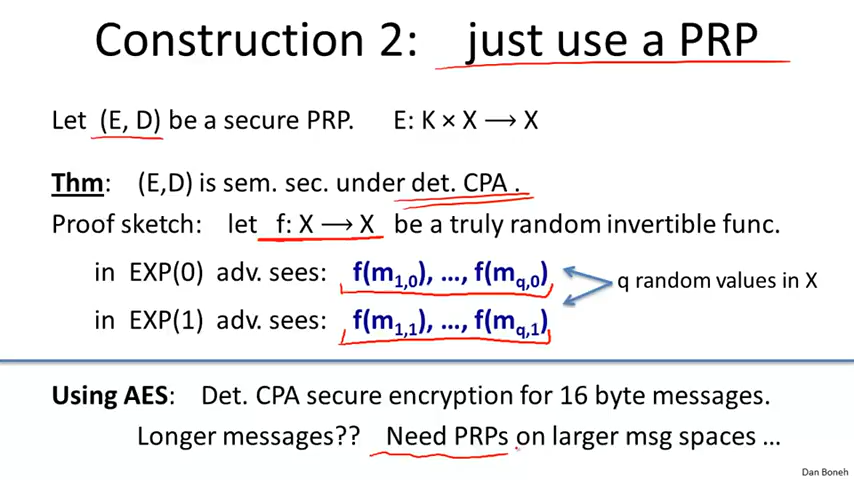 Construction 2: just use a PRP
Let (E, D) be a secure PRP. E: K × X ⟶ X
Thm: (E,D) is sem. sec. under det. CPA .
Proof sketch: let f: X ⟶ X be a truly random invertible func.
in EXP(0) adv. sees: f(m1,0), …, f(mq,0)
q random values in X
in EXP(1) adv. sees: f(m1,1), …, f(mq,1)
Using AES: Det. CPA secure encryption for 16 byte messages.
Longer messages?? Need PRPs on larger msg spaces …
Dan Boneh